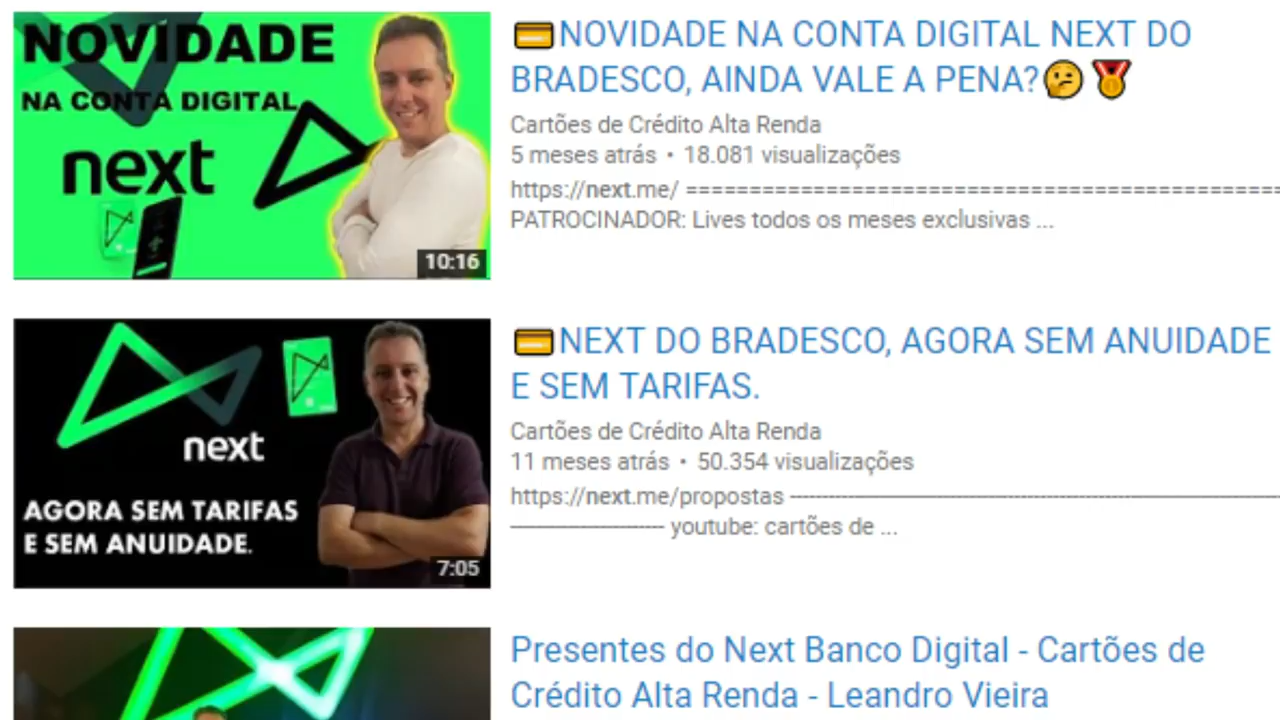 NOVIDADE
NA CONTA DIGITAL
next
10:16
💳NOVIDADE NA CONTA DIGITAL NEXT DO
BRADESCO, AINDA VALE A PENA?🤔🏅
Cartões de Crédito Alta Renda
5 meses atrás • 18.081 visualizações
https://next.me/ ==============================================
PATROCINADOR: Lives todos os meses exclusivas ...
next
AGORA SEM TARIFAS
E SEM ANUIDADE.
7:05
💳NEXT DO BRADESCO, AGORA SEM ANUIDADE
E SEM TARIFAS.
Cartões de Crédito Alta Renda
11 meses atrás • 50.354 visualizações
https://next.me/propostas ----------------------------------------------------------------
-------------------- youtube: cartões de ...
Presentes do Next Banco Digital - Cartões de
Crédito Alta Renda - Leandro Vieira